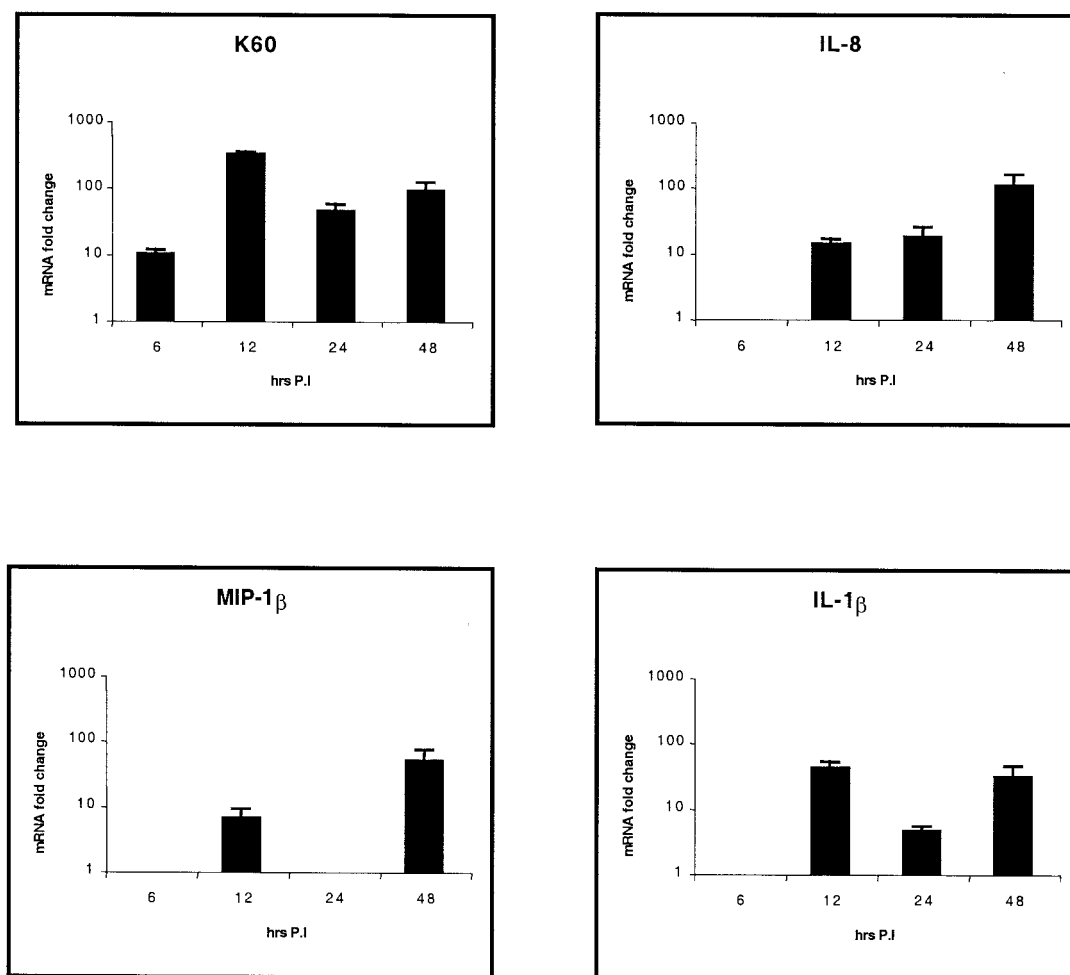 K60
1000
100
10
1
mRNA fold change
6 12 24 48
hrs P.I
IL-8
1000
100
10
1
mRNA fold change
6 12 24 48
hrs P.I
MIP-1β
1000
100
10
1
mRNA fold change
6 12 24 48
hrs P.I
IL-1β
1000
100
10
1
mRNA fold change
6 12 24 48
hrs P.I